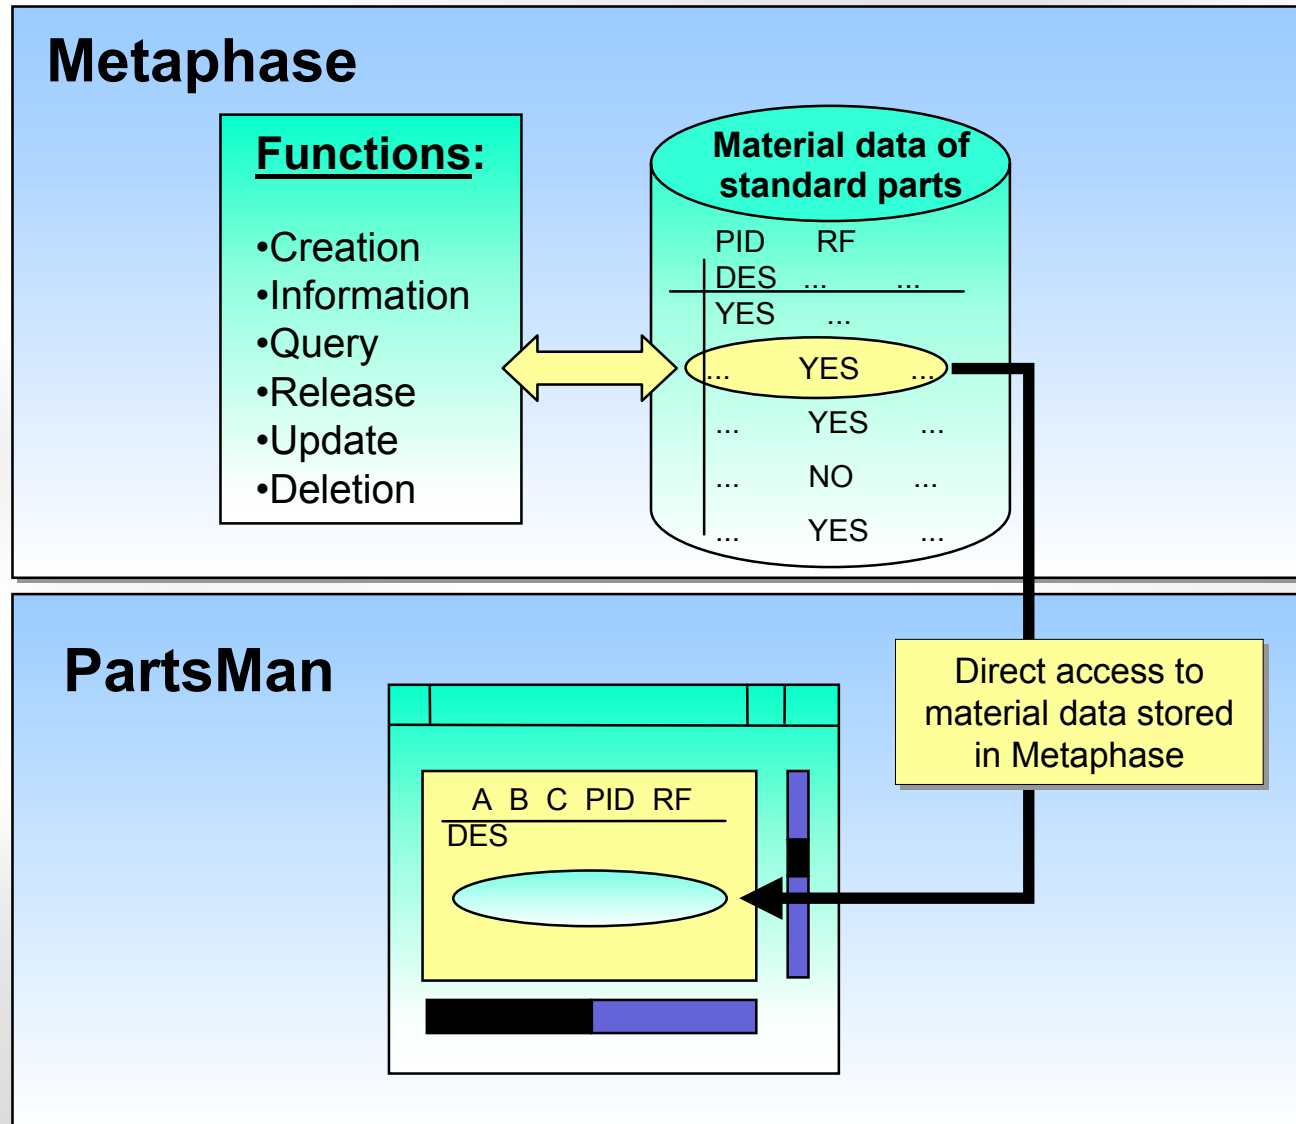 Metaphase
Functions:
•Creation
•Information
•Query
•Release
•Update
•Deletion
Material data of
standard parts
PID RF
DES ... ...
YES ...
... YES ...
... YES ...
... NO ...
... YES ...
PartsMan
Direct access to
material data stored
in Metaphase
A B C PID RF
DES